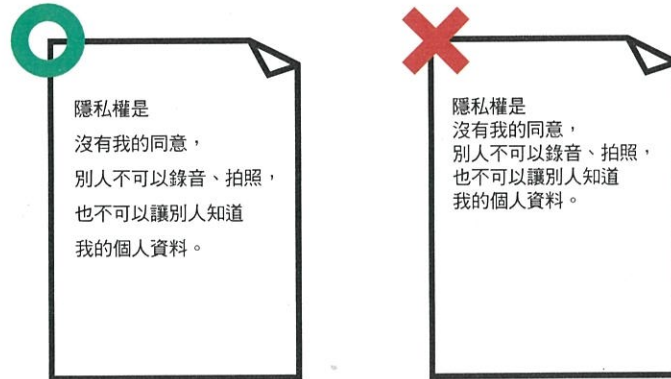 隱私權是
沒有我的同意，
別人不可以錄音、拍照，
也不可以讓別人知道
我的個人資料。
隱私權是
沒有我的同意，
別人不可以錄音、拍照，
也不可以讓別人知道
我的個人資料。